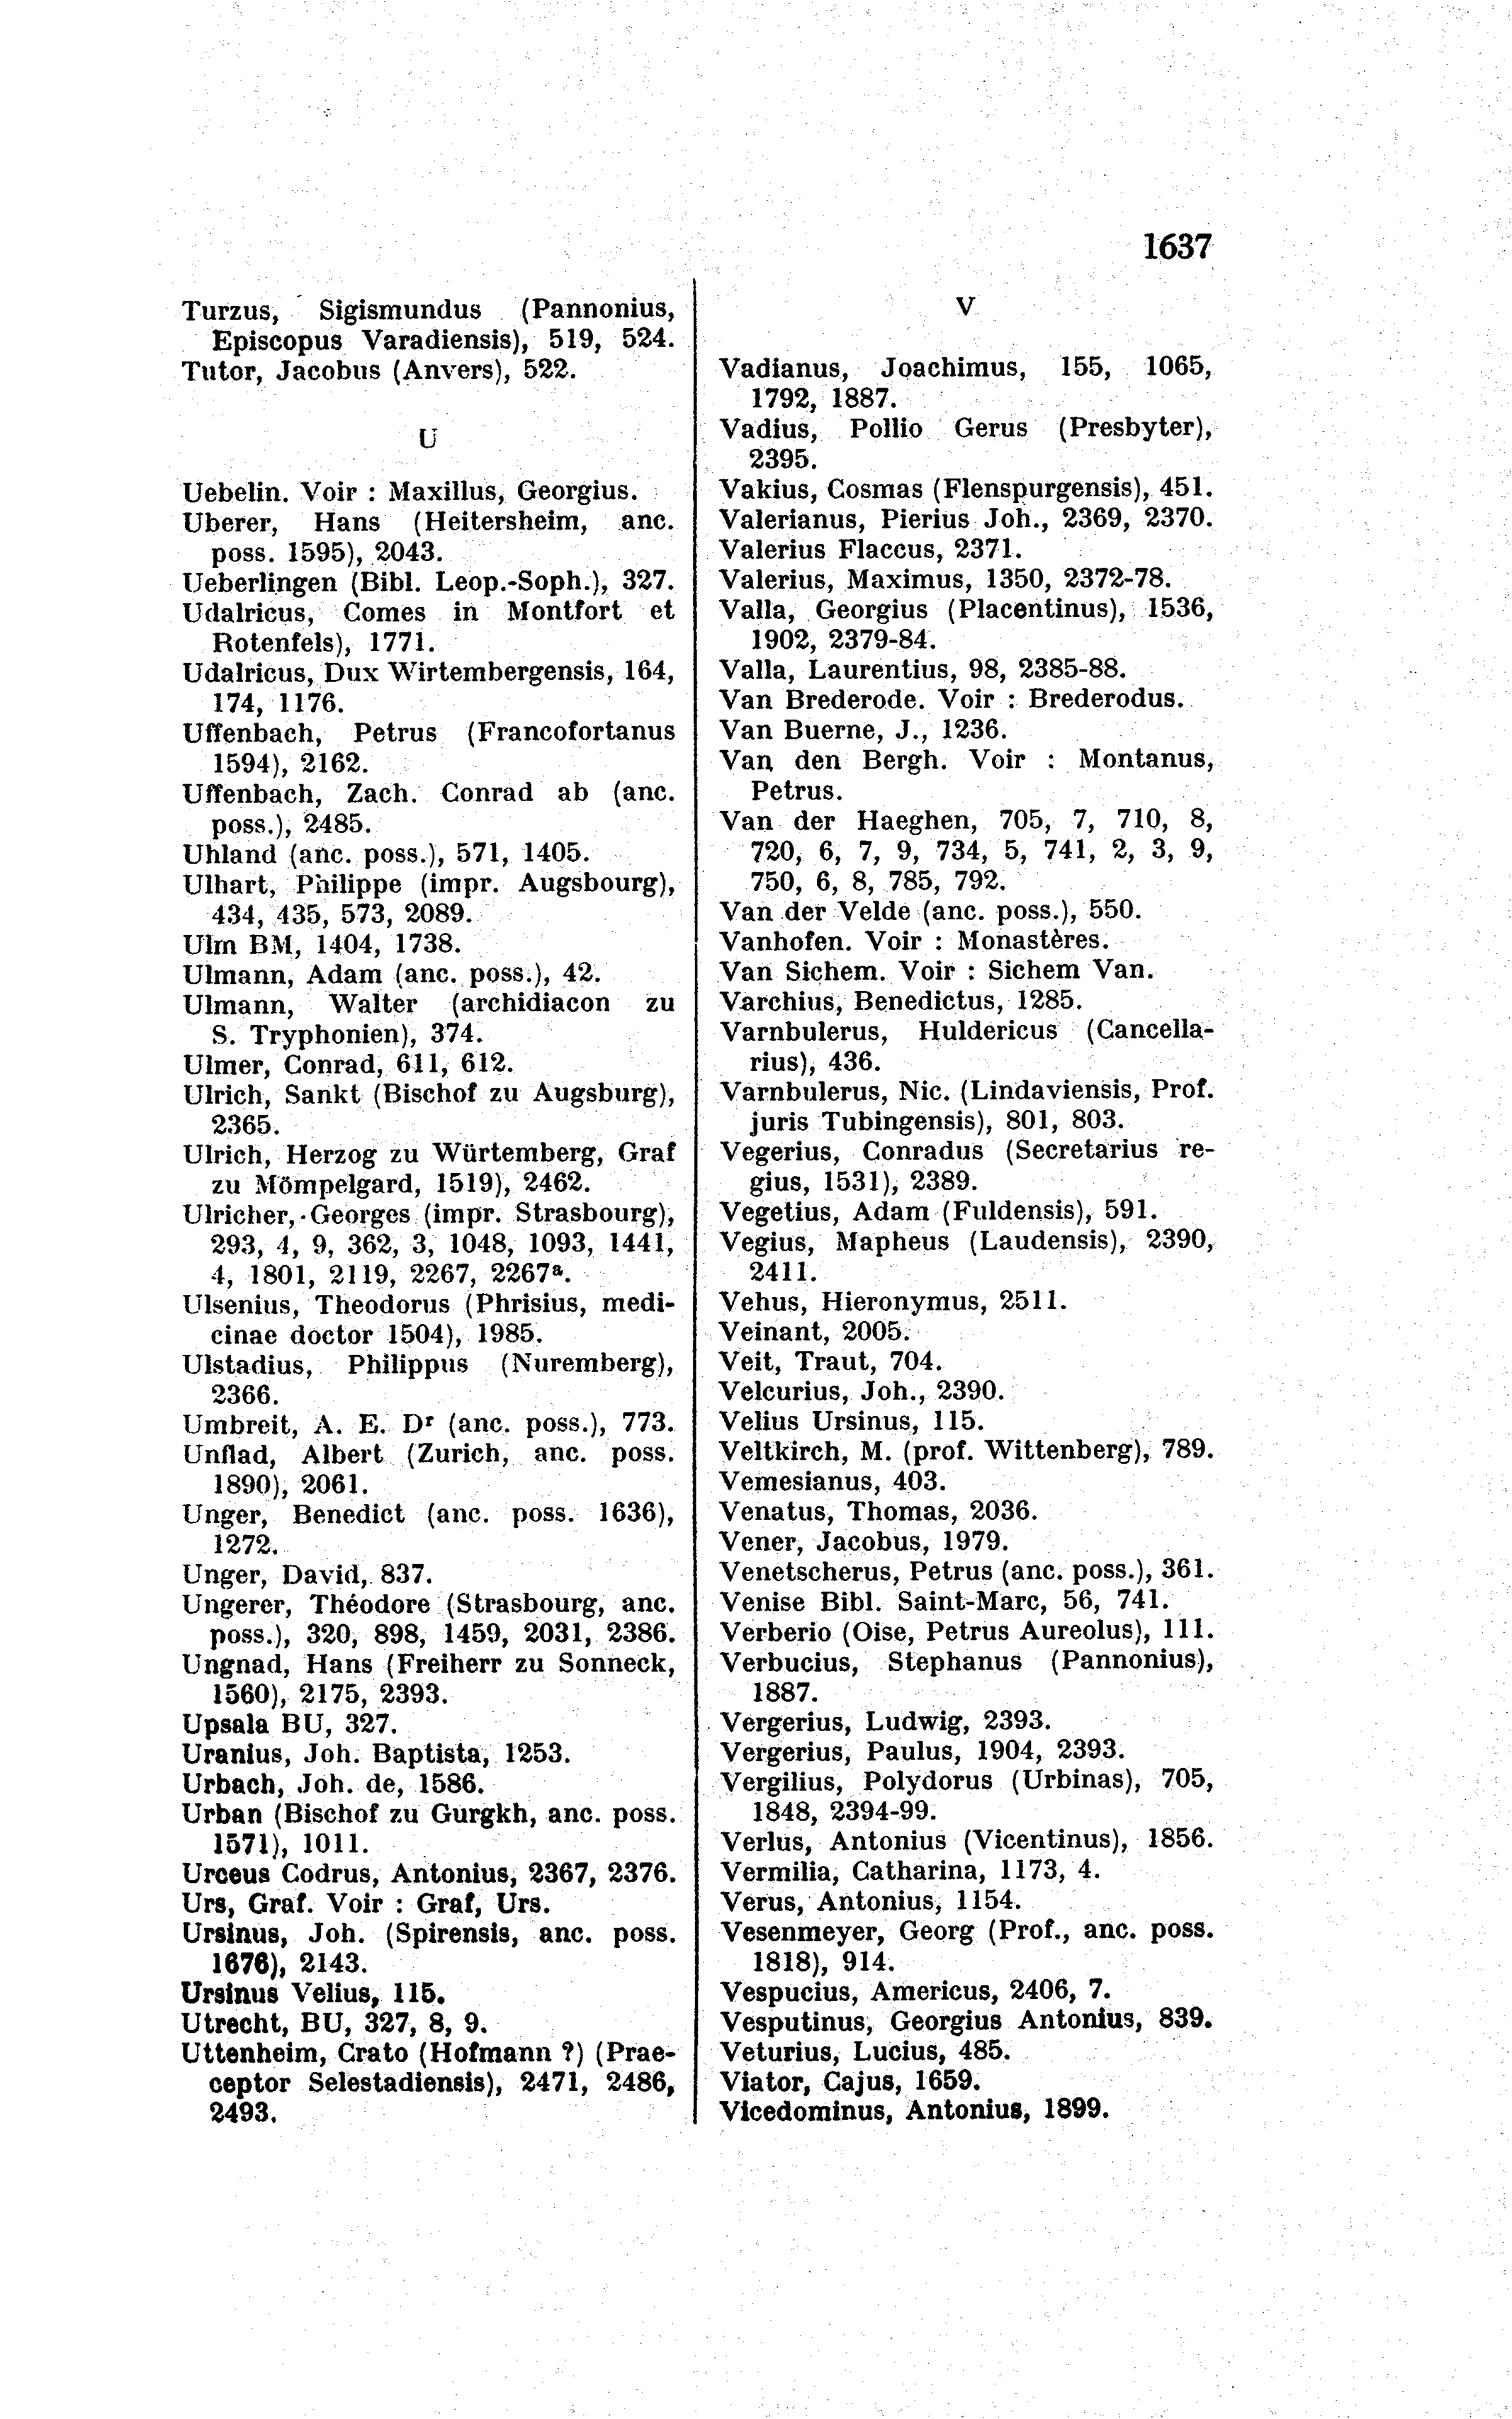 1637
Turzus, Sigismundus (Pannonius,
Episcopus Varadiensis), 519, 524.
Tutor, Jacobus (Anvers), 522.
U
Uebelin. Voir : Maxillus, Georgius.
Uberer, Hans (Heitersheim, anc.
poss. 1595), 2043.
Ueberlingen (Bibl. Leop.-Soph.), 327.
Udalricus, Comes in Montfort et
Rotenfels), 1771.
Udalricus, Dux Wirtembergensis, 164,
174, 1176.
Uffenbach, Petrus (Francofortanus
1594), 2162.
Uffenbach, Zach. Conrad ab (anc.
poss.), 2485.
Uhland (anc. poss.), 571, 1405.
Ulhart, Philippe (impr. Augsbourg),
434, 435, 573, 2089.
Ulm BM, 1404, 1738.
Ulmann, Adam (anc. poss.), 42.
Ulmann, Walter (archidiacon zu
S. Tryphonien), 374.
Ulmer, Conrad, 611, 612.
Ulrich, Sankt (Bischof zu Augsburg),
2365.
Ulrich, Herzog zu Würtemberg, Graf
zu Mömpelgard, 1519), 2462.
Ulricher, Georges (impr. Strasbourg),
293, 4, 9, 362, 3, 1048, 1093, 1441,
4, 1801, 2119, 2267, 2267ª.
Ulsenius, Theodorus (Phrisius, medi-
cinae doctor 1504), 1985.
Ulstadius, Philippus (Nuremberg),
2366.
Umbreit, A. E. Dʳ (anc. poss.), 773.
Unflad, Albert (Zurich, anc. poss.
1890), 2061.
Unger, Benedict (anc. poss. 1636),
1272.
Unger, David, 837.
Ungerer, Théodore (Strasbourg, anc.
poss.), 320, 898, 1459, 2031, 2386.
Ungnad, Hans (Freiherr zu Sonneck,
1560), 2175, 2393.
Upsala BU, 327.
Uranius, Joh. Baptista, 1253.
Urbach, Joh. de, 1586.
Urban (Bischof zu Gurgkh, anc. poss.
1571), 1011.
Urceus Codrus, Antonius, 2367, 2376.
Urs, Graf. Voir : Graf, Urs.
Ursinus, Joh. (Spirensis, anc. poss.
1676), 2143.
Ursinus Velius, 115.
Utrecht, BU, 327, 8, 9.
Uttenheim, Crato (Hofmann ?) (Prae-
ceptor Selestadiensis), 2471, 2486,
2493.
V
Vadianus, Joachimus, 155, 1065,
1792, 1887.
Vadius, Pollio Gerus (Presbyter),
2395.
Vakius, Cosmas (Flenspurgensis), 451.
Valerianus, Pierius Joh., 2369, 2370.
Valerius Flaccus, 2371.
Valerius, Maximus, 1350, 2372-78.
Valla, Georgius (Placentinus), 1536,
1902, 2379-84.
Valla, Laurentius, 98, 2385-88.
Van Brederode. Voir : Brederodus.
Van Buerne, J., 1236.
Van den Bergh. Voir : Montanus,
Petrus.
Van der Haeghen, 705, 7, 710, 8,
720, 6, 7, 9, 734, 5, 741, 2, 3, 9,
750, 6, 8, 785, 792.
Van der Velde (anc. poss.), 550.
Vanhofen. Voir : Monastères.
Van Sichem. Voir : Sichem Van.
Varchius, Benedictus, 1285.
Varnbulerus, Huldericus (Cancella-
rius), 436.
Varnbulerus, Nic. (Lindaviensis, Prof.
juris Tubingensis), 801, 803.
Vegerius, Conradus (Secretarius re-
gius, 1531), 2389.
Vegetius, Adam (Fuldensis), 591.
Vegius, Mapheus (Laudensis), 2390,
2411.
Vehus, Hieronymus, 2511.
Veinant, 2005.
Veit, Traut, 704.
Velcurius, Joh., 2390.
Velius Ursinus, 115.
Veltkirch, M. (prof. Wittenberg), 789.
Vemesianus, 403.
Venatus, Thomas, 2036.
Vener, Jacobus, 1979.
Venetscherus, Petrus (anc. poss.), 361.
Venise Bibl. Saint-Marc, 56, 741.
Verberio (Oise, Petrus Aureolus), 111.
Verbucius, Stephanus (Pannonius),
1887.
Vergerius, Ludwig, 2393.
Vergerius, Paulus, 1904, 2393.
Vergilius, Polydorus (Urbinas), 705,
1848, 2394-99.
Verlus, Antonius (Vicentinus), 1856.
Vermilia, Catharina, 1173, 4.
Verus, Antonius, 1154.
Vesenmeyer, Georg (Prof., anc. poss.
1818), 914.
Vespucius, Americus, 2406, 7.
Vesputinus, Georgius Antonius, 839.
Veturius, Lucius, 485.
Viator, Cajus, 1659.
Vicedominus, Antonius, 1899.